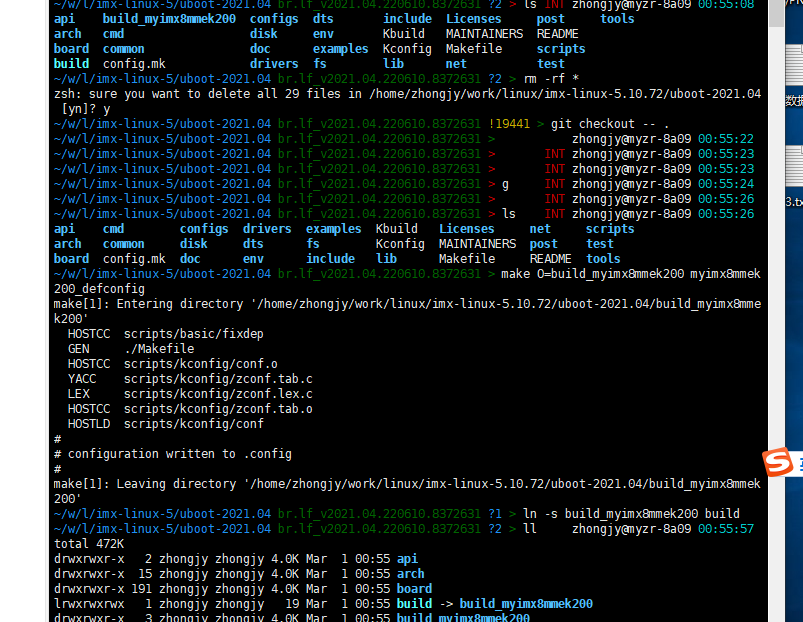 ~/w/l/imx-linux-5/uboot-2021.04 br.lf_v2021.04.220610.8372631 ?2 > ls INT zhongjy@myzr-8a09 00:55:08
api build_myimx8mmek200 configs dts include Licenses post tools
arch cmd disk env Kbuild MAINTAINERS README
board common doc examples Kconfig Makefile scripts
build config.mk drivers fs lib net test
~/w/l/imx-linux-5/uboot-2021.04 br.lf_v2021.04.220610.8372631 ?2 > rm -rf *
zsh: sure you want to delete all 29 files in /home/zhongjy/work/linux/imx-linux-5.10.72/uboot-2021.04
[yn]? y
~/w/l/imx-linux-5/uboot-2021.04 br.lf_v2021.04.220610.8372631 !19441 > git checkout -- .
~/w/l/imx-linux-5/uboot-2021.04 br.lf_v2021.04.220610.8372631 > zhongjy@myzr-8a09 00:55:22
~/w/l/imx-linux-5/uboot-2021.04 br.lf_v2021.04.220610.8372631 > INT zhongjy@myzr-8a09 00:55:23
~/w/l/imx-linux-5/uboot-2021.04 br.lf_v2021.04.220610.8372631 > INT zhongjy@myzr-8a09 00:55:23
~/w/l/imx-linux-5/uboot-2021.04 br.lf_v2021.04.220610.8372631 > g INT zhongjy@myzr-8a09 00:55:24
~/w/l/imx-linux-5/uboot-2021.04 br.lf_v2021.04.220610.8372631 > INT zhongjy@myzr-8a09 00:55:26
~/w/l/imx-linux-5/uboot-2021.04 br.lf_v2021.04.220610.8372631 > ls INT zhongjy@myzr-8a09 00:55:26
api cmd configs drivers examples Kbuild Licenses net scripts
arch common disk dts fs Kconfig MAINTAINERS post test
board config.mk doc env include lib Makefile README tools
~/w/l/imx-linux-5/uboot-2021.04 br.lf_v2021.04.220610.8372631 > make O=build_myimx8mmek200 myimx8mmek
200_defconfig
make[1]: Entering directory '/home/zhongjy/work/linux/imx-linux-5.10.72/uboot-2021.04/build_myimx8mme
k200'
HOSTCC scripts/basic/fixdep
GEN ./Makefile
HOSTCC scripts/kconfig/conf.o
YACC scripts/kconfig/zconf.tab.c
LEX scripts/kconfig/zconf.lex.c
HOSTCC scripts/kconfig/zconf.tab.o
HOSTLD scripts/kconfig/conf
#
# configuration written to .config
#
make[1]: Leaving directory '/home/zhongjy/work/linux/imx-linux-5.10.72/uboot-2021.04/build_myimx8mmek
200'
~/w/l/imx-linux-5/uboot-2021.04 br.lf_v2021.04.220610.8372631 ?1 > ln -s build_myimx8mmek200 build
~/w/l/imx-linux-5/uboot-2021.04 br.lf_v2021.04.220610.8372631 ?2 > ll zhongjy@myzr-8a09 00:55:57
total 472K
drwxrwxr-x 2 zhongjy zhongjy 4.0K Mar 1 00:55 api
drwxrwxr-x 15 zhongjy zhongjy 4.0K Mar 1 00:55 arch
drwxrwxr-x 191 zhongjy zhongjy 4.0K Mar 1 00:55 board
lrwxrwxrwx 1 zhongjy zhongjy 19 Mar 1 00:55 build -> build_myimx8mmek200
drwxrwxr-x 3 zhongjy zhongjy 4.0K Mar 1 00:55 build_myimx8mmek200
数据
3.tx